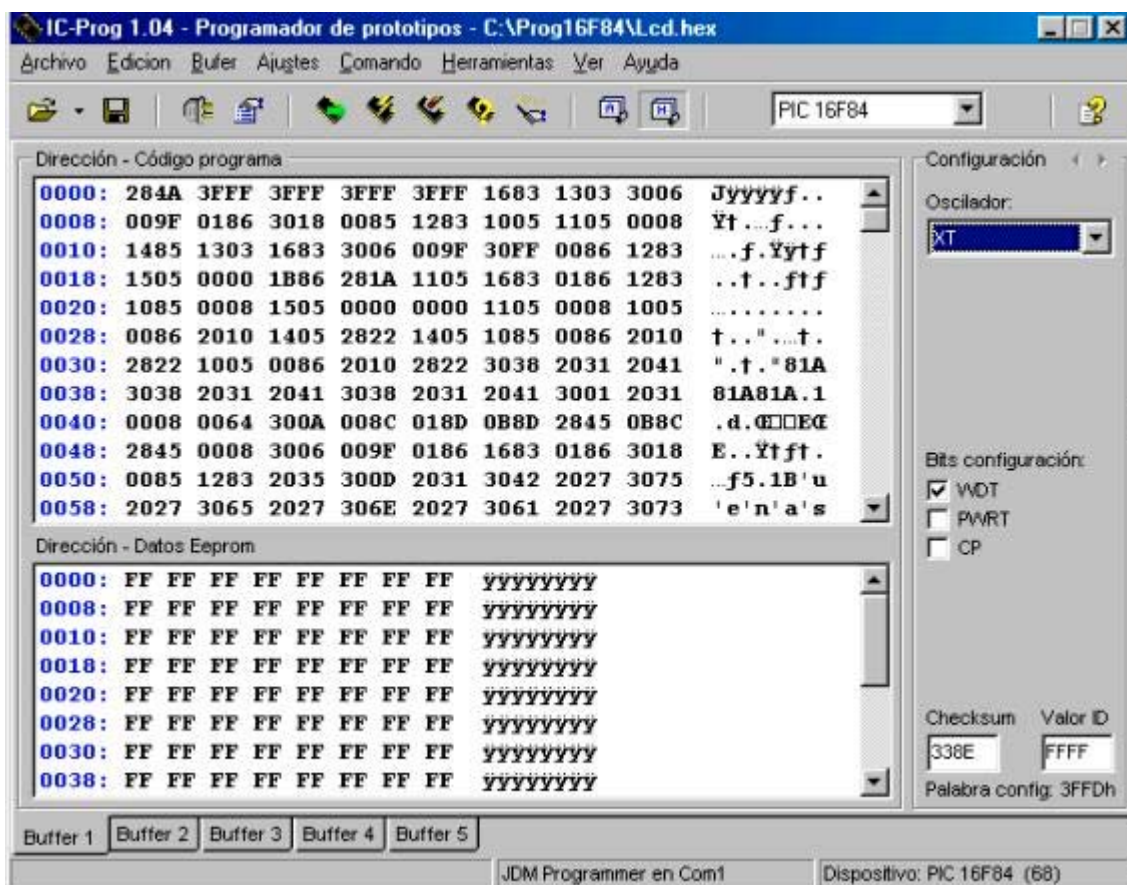 IC-Prog 1.04 - Programador de prototipos - C:\Prog16F84\Lcd.hex
Archivo Edicion Bufer Ajustes Comando Herramientas Ver Ayuda
PIC 16F84
Dirección - Código programa
0000: 284A 3FFF 3FFF 3FFF 3FFF 1683 1303 3006 Jÿÿÿÿƒ..
0008: 009F 0186 3018 0085 1283 1005 1105 0008 Ÿ†.…ƒ...
0010: 1485 1303 1683 3006 009F 30FF 0086 1283 ….ƒ.Ÿÿ†ƒ
0018: 1505 0000 1B86 281A 1105 1683 0186 1283 ..†..ƒ†ƒ
0020: 1085 0008 1505 0000 0000 1105 0008 1005 ….......
0028: 0086 2010 1405 2822 1405 1085 0086 2010 †..".…†.
0030: 2822 1005 0086 2010 2822 3038 2031 2041 ".†."81A
0038: 3038 2031 2041 3038 2031 2041 3001 2031 81A81A.1
0040: 0008 0064 300A 008C 018D 0B8D 2845 0B8C .d.Œ□□EŒ
0048: 2845 0008 3006 009F 0186 1683 0186 3018 E..Ÿ†ƒ†.
0050: 0085 1283 2035 300D 2031 3042 2027 3075 …ƒ5.1B'u
0058: 2027 3065 2027 306E 2027 3061 2027 3073 'e'n'a's
Dirección - Datos Eeprom
0000: FF FF FF FF FF FF FF FF ÿÿÿÿÿÿÿÿ
0008: FF FF FF FF FF FF FF FF ÿÿÿÿÿÿÿÿ
0010: FF FF FF FF FF FF FF FF ÿÿÿÿÿÿÿÿ
0018: FF FF FF FF FF FF FF FF ÿÿÿÿÿÿÿÿ
0020: FF FF FF FF FF FF FF FF ÿÿÿÿÿÿÿÿ
0028: FF FF FF FF FF FF FF FF ÿÿÿÿÿÿÿÿ
0030: FF FF FF FF FF FF FF FF ÿÿÿÿÿÿÿÿ
0038: FF FF FF FF FF FF FF FF ÿÿÿÿÿÿÿÿ
Configuración
Oscilador:
XT
Bits configuración:
WDT
PWRT
CP
Checksum Valor ID
338E FFFF
Palabra config: 3FFDh
Buffer 1 Buffer 2 Buffer 3 Buffer 4 Buffer 5
JDM Programmer en Com1 Dispositivo: PIC 16F84 (68)